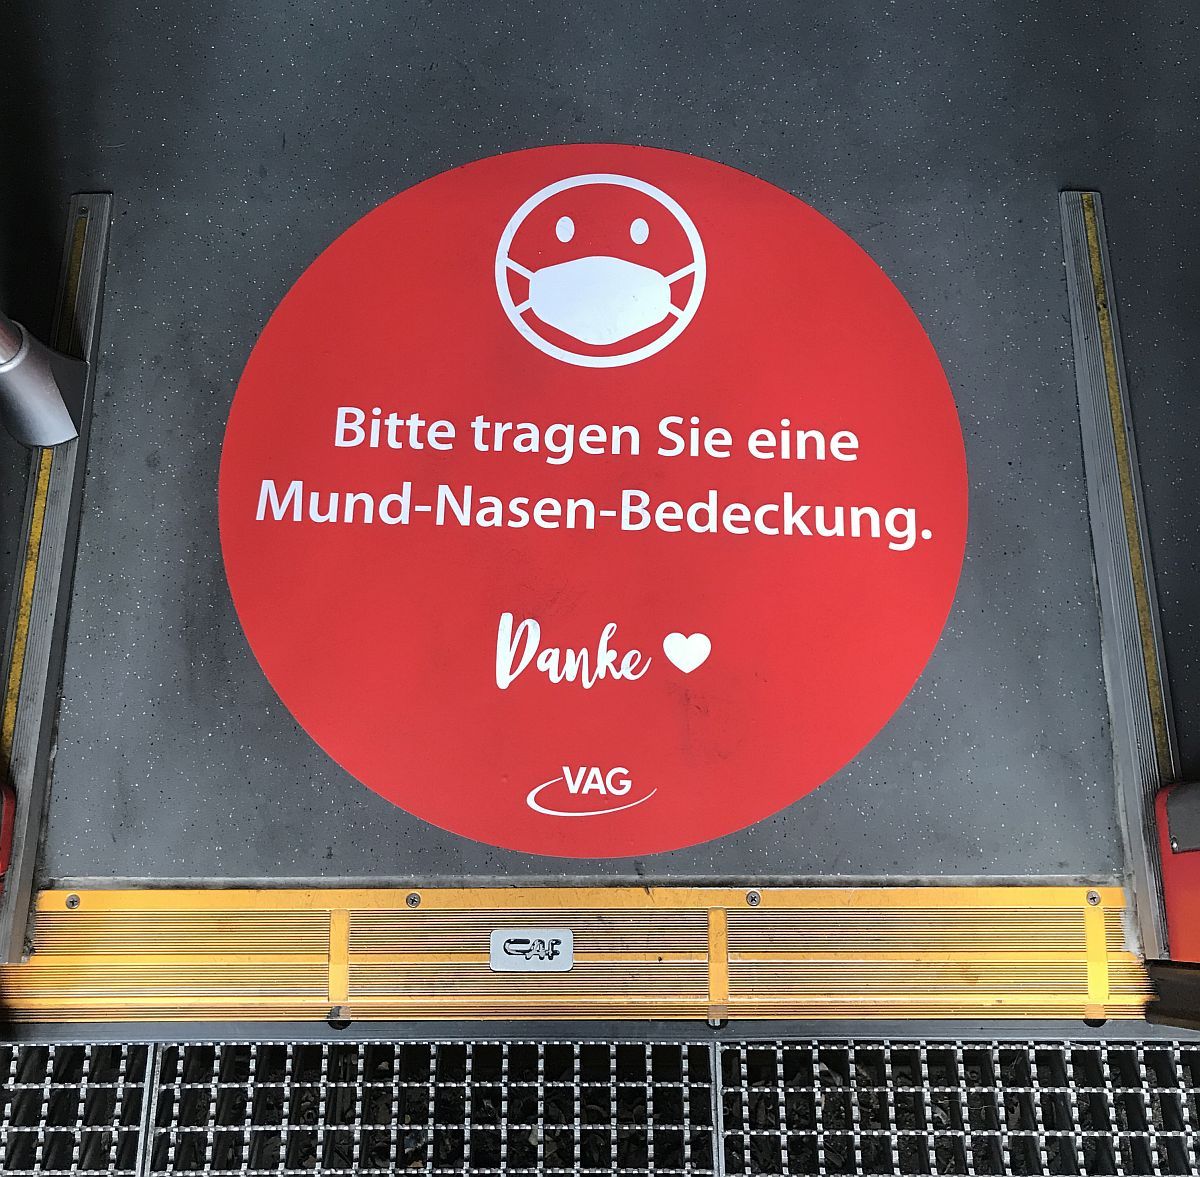 Bitte tragen Sie eine
Mund-Nasen-Bedeckung.
Danke
VAG
CAF